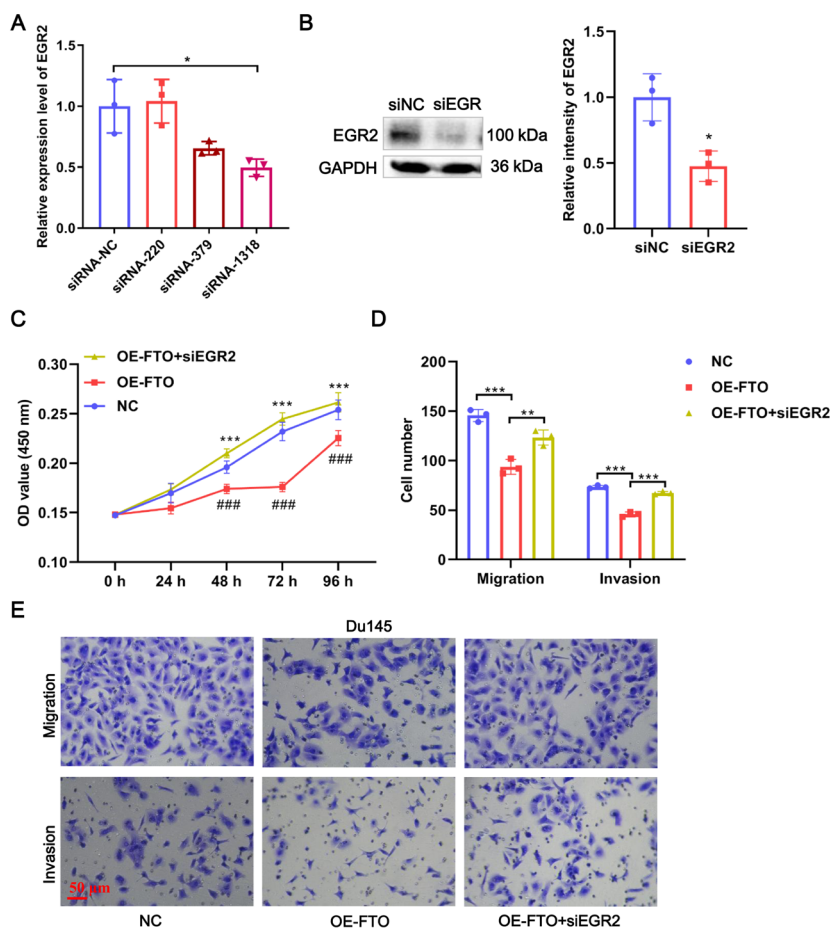 A
Relative expression level of EGR2
1.5
1.0
0.5
0.0
*
siRNA-NC
siRNA-220
siRNA-379
siRNA-1318
B
siNC siEGR
EGR2 100 kDa
GAPDH 36 kDa
Relative intensity of EGR2
1.5
1.0
0.5
0.0
*
siNC siEGR2
C
OD value (450 nm)
0.30
0.25
0.20
0.15
0.10
OE-FTO+siEGR2
OE-FTO
NC
*** *** ***
### ### ###
0 h 24 h 48 h 72 h 96 h
D
Cell number
200
150
100
50
0
*** **
*** ***
NC
OE-FTO
OE-FTO+siEGR2
Migration Invasion
E
Du145
Migration
Invasion
50 μm
NC OE-FTO OE-FTO+siEGR2